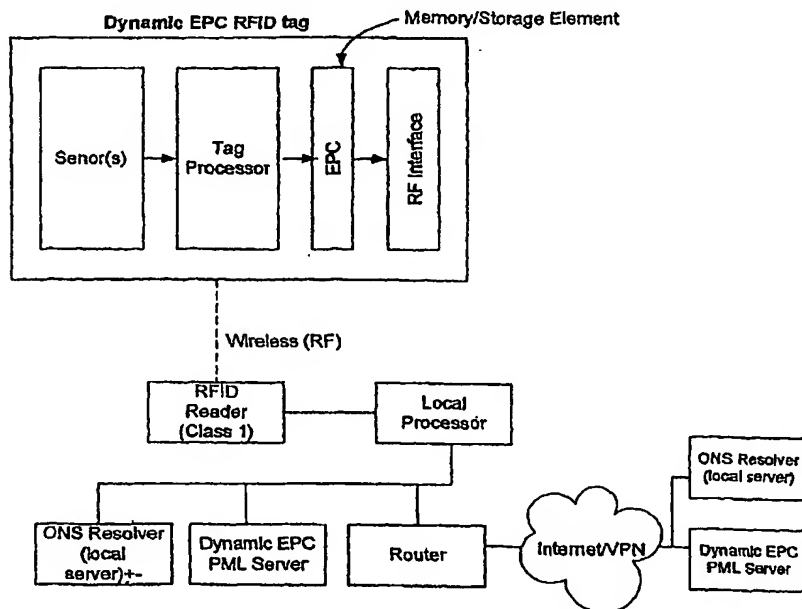 Dynamic EPC RFID tag
Memory/Storage Element
Senor(s)
Tag
Processor
EPC
RF Interface
Wireless (RF)
RFID
Reader
(Class 1)
Local
Processor
ONS Resolver
(local
server)+-
Dynamic EPC
PML Server
Router
Internet/VPN
ONS Resolver
(local server)
Dynamic EPC
PML Server